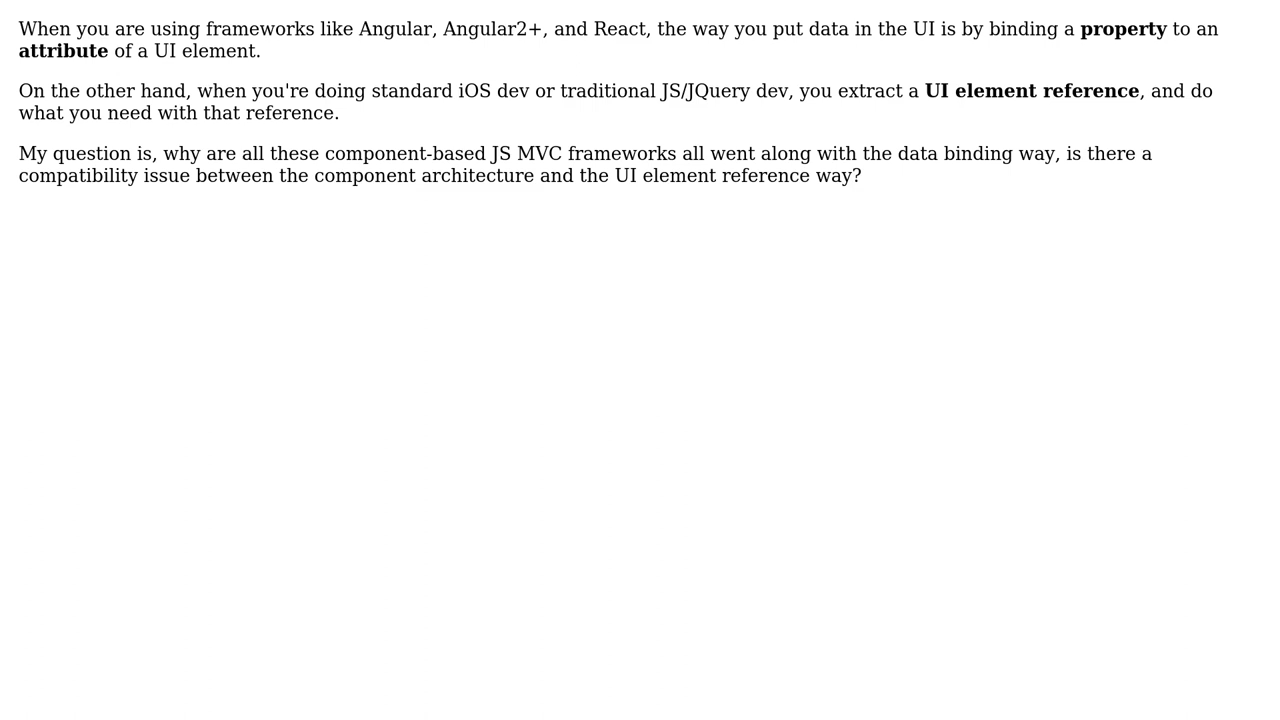 When you are using frameworks like Angular, Angular2+, and React, the way you put data in the UI is by binding a property to an
attribute of a UI element.
On the other hand, when you're doing standard iOS dev or traditional JS/JQuery dev, you extract a UI element reference, and do
what you need with that reference.
My question is, why are all these component-based JS MVC frameworks all went along with the data binding way, is there a
compatibility issue between the component architecture and the UI element reference way?